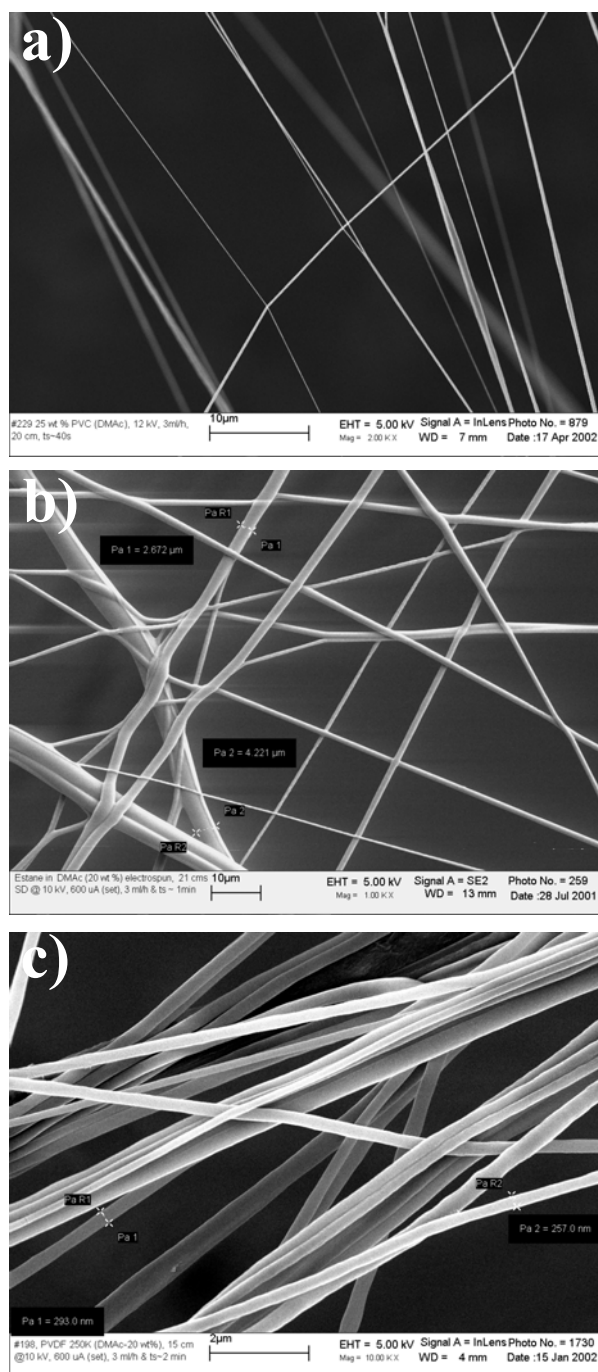 a)
#229 25 wt % PVC (DMAc), 12 kV, 3ml/h,
20 cm, ts~40s
10µm
EHT = 5.00 kV Signal A = InLens Photo No. = 879
Mag = 2.00 K X WD = 7 mm Date :17 Apr 2002
b)
Pa R1
Pa 1
Pa 1 = 2.672 µm
Pa 2 = 4.221 µm
Pa 2
Pa R2
Estane in DMAc (20 wt %) electrospun, 21 cms
SD @ 10 kV, 600 uA (set), 3 ml/h & ts ~ 1min
10µm
EHT = 5.00 kV Signal A = SE2 Photo No. = 259
Mag = 1.00 K X WD = 13 mm Date :28 Jul 2001
c)
Pa R1
Pa 1
Pa R2
Pa 2 = 257.0 nm
Pa 1 = 293.0 nm
#198, PVDF 250K (DMAc-20 wt%), 15 cm
@10 kV, 600 uA (set), 3 ml/h & ts~2 min
2µm
EHT = 5.00 kV Signal A = InLens Photo No. = 1730
Mag = 10.00 K X WD = 4 mm Date :15 Jan 2002